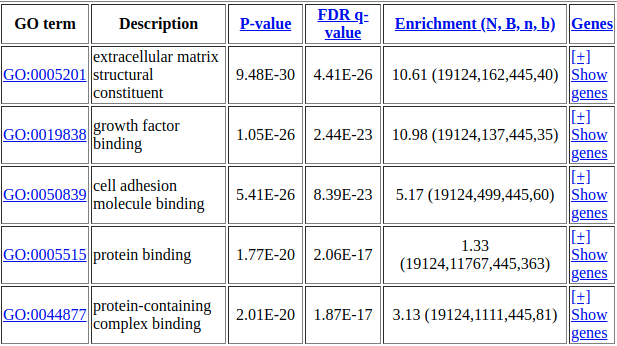 GO term Description P-value FDR q-value Enrichment (N, B, n, b) Genes
GO:0005201 extracellular matrix structural constituent 9.48E-30 4.41E-26 10.61 (19124,162,445,40) [+] Show genes
GO:0019838 growth factor binding 1.05E-26 2.44E-23 10.98 (19124,137,445,35) [+] Show genes
GO:0050839 cell adhesion molecule binding 5.41E-26 8.39E-23 5.17 (19124,499,445,60) [+] Show genes
GO:0005515 protein binding 1.77E-20 2.06E-17 1.33 (19124,11767,445,363) [+] Show genes
GO:0044877 protein-containing complex binding 2.01E-20 1.87E-17 3.13 (19124,1111,445,81) [+] Show genes